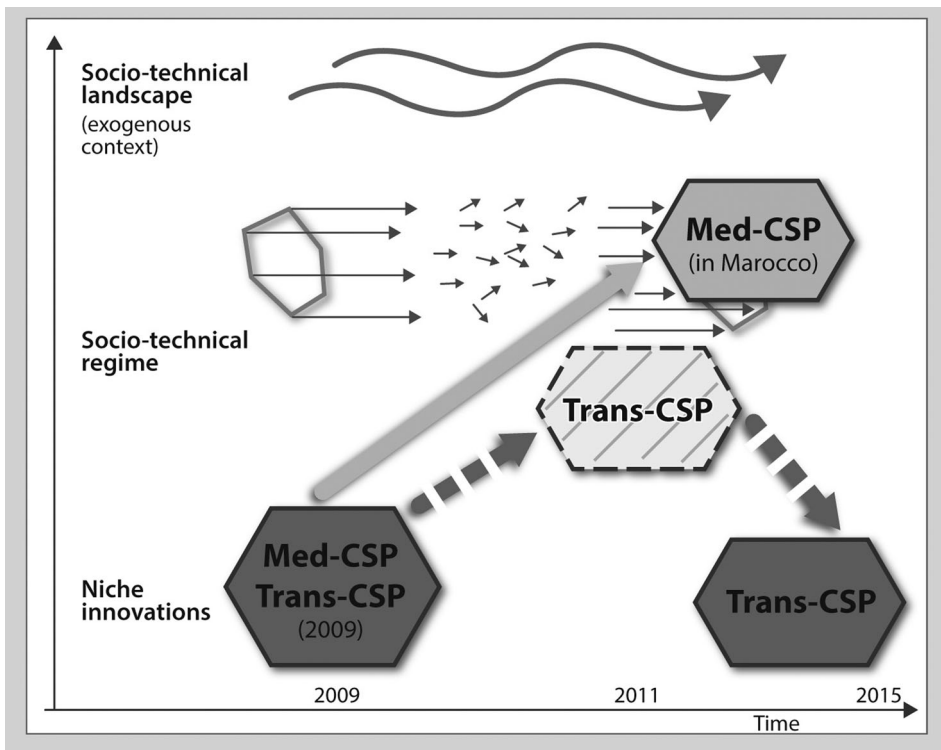 Socio-technical
landscape
(exogenous
context)
Med-CSP
(in Marocco)
Socio-technical
regime
Trans-CSP
Med-CSP
Trans-CSP
(2009)
Niche
innovations
Trans-CSP
2009
2011
2015
Time